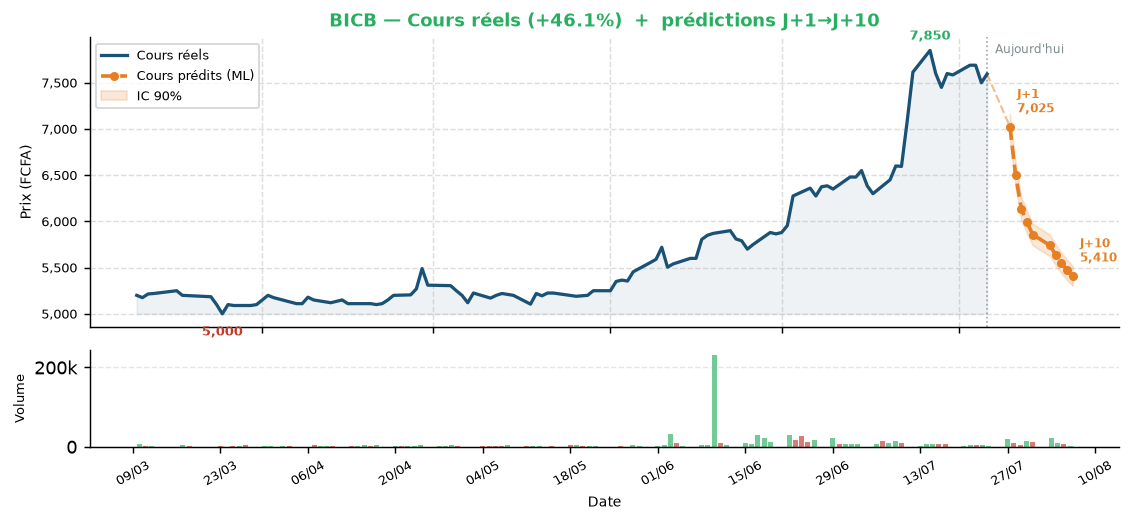 BICB — Cours réels (+46.1%)  +  prédictions J+1→J+10
Cours réels
Cours prédits (ML)
IC 90%
7,850
Aujourd'hui
J+1
7,025
J+10
5,410
5,000
Prix (FCFA)
7,500
7,000
6,500
6,000
5,500
5,000
Volume
200k
0
09/03
23/03
06/04
20/04
04/05
18/05
01/06
15/06
29/06
13/07
27/07
10/08
Date